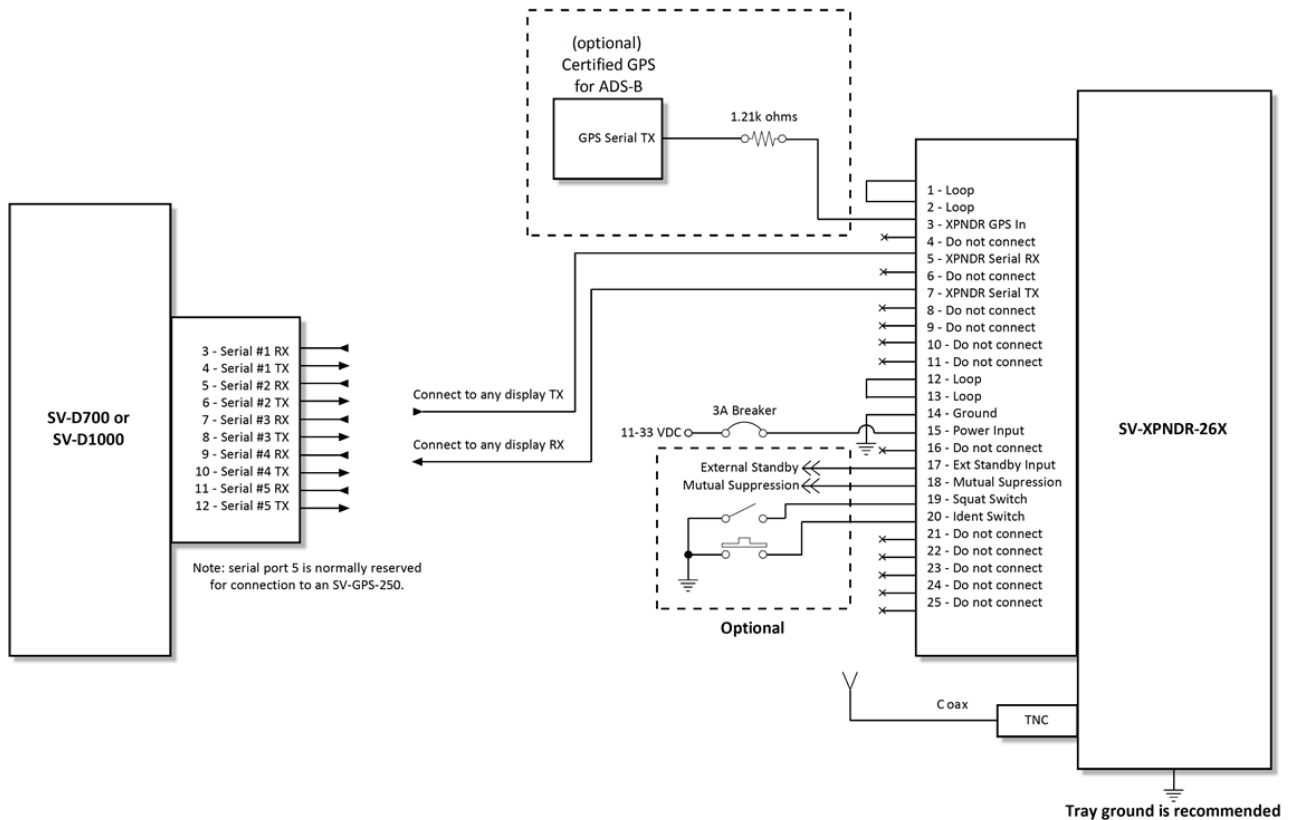 (optional)
Certified GPS
for ADS-B
GPS Serial TX
1.21k ohms
1 - Loop
2 - Loop
3 - XPNDR GPS In
4 - Do not connect
5 - XPNDR Serial RX
6 - Do not connect
7 - XPNDR Serial TX
8 - Do not connect
9 - Do not connect
10 - Do not connect
11 - Do not connect
12 - Loop
13 - Loop
14 - Ground
15 - Power Input
16 - Do not connect
17 - Ext Standby Input
18 - Mutual Supression
19 - Squat Switch
20 - Ident Switch
21 - Do not connect
22 - Do not connect
23 - Do not connect
24 - Do not connect
25 - Do not connect
SV-XPNDR-26X
SV-D700 or
SV-D1000
3 - Serial #1 RX
4 - Serial #1 TX
5 - Serial #2 RX
6 - Serial #2 TX
7 - Serial #3 RX
8 - Serial #3 TX
9 - Serial #4 RX
10 - Serial #4 TX
11 - Serial #5 RX
12 - Serial #5 TX
Note: serial port 5 is normally reserved
for connection to an SV-GPS-250.
Connect to any display TX
Connect to any display RX
3A Breaker
11-33 VDC
External Standby
Mutual Suppression
Optional
Coax
TNC
Tray ground is recommended